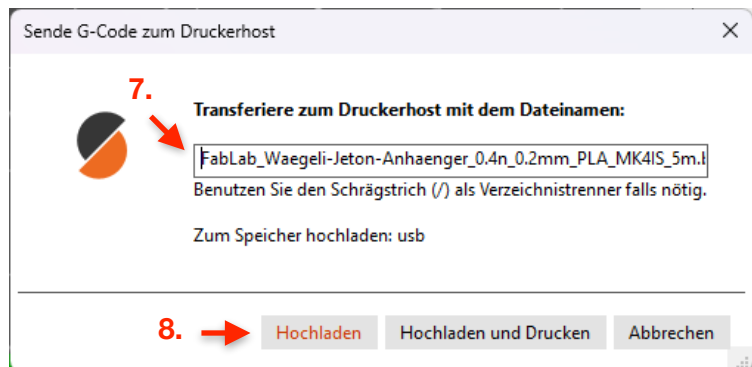 Sende G-Code zum Druckerhost
7.
Transferiere zum Druckerhost mit dem Dateinamen:
FabLab_Waegeli-Jeton-Anhaenger_0.4n_0.2mm_PLA_MK4IS_5m.b
Benutzen Sie den Schrägstrich (/) als Verzeichnistrenner falls nötig.
Zum Speicher hochladen: usb
8.
Hochladen Hochladen und Drucken Abbrechen